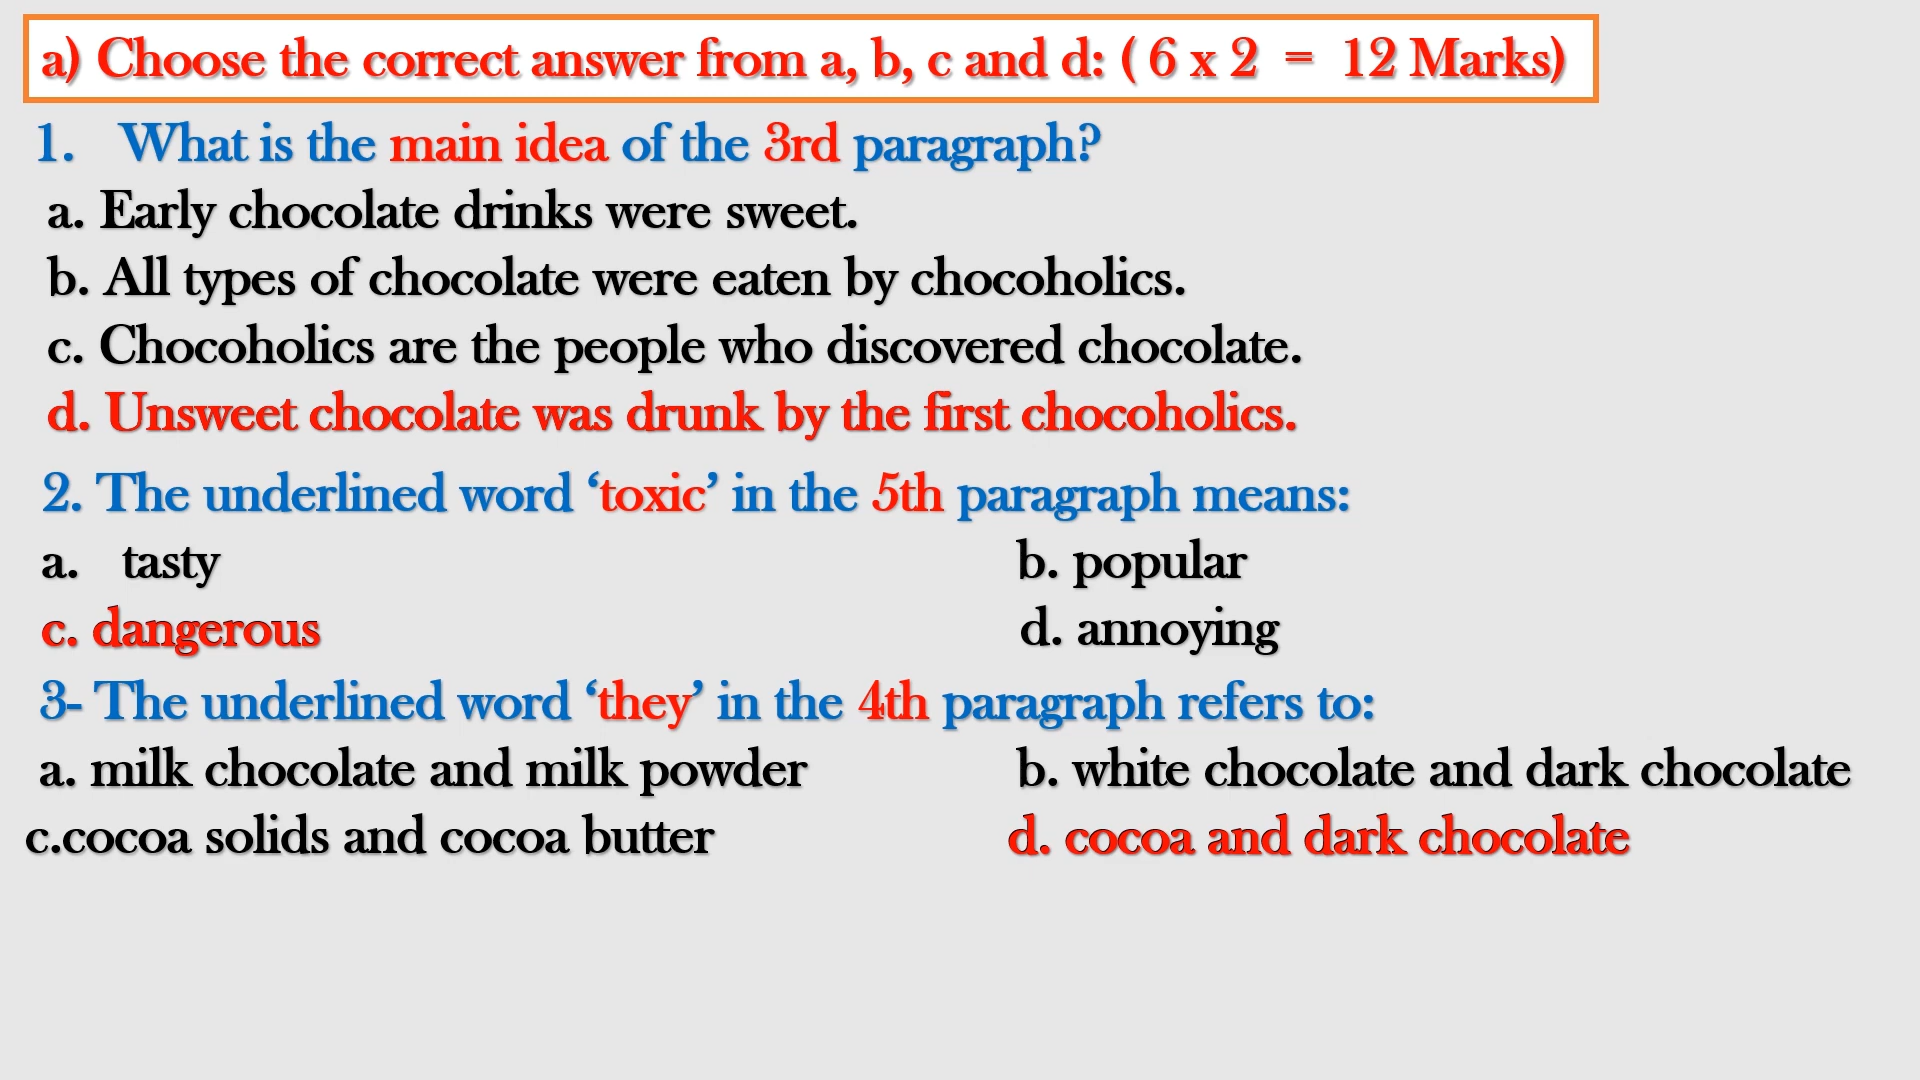 a) Choose the correct answer from a, b, c and d: ( 6 x 2 = 12 Marks)
1. What is the main idea of the 3rd paragraph?
a. Early chocolate drinks were sweet.
b. All types of chocolate were eaten by chocoholics.
c. Chocoholics are the people who discovered chocolate.
d. Unsweet chocolate was drunk by the first chocoholics.
2. The underlined word ‘toxic’ in the 5th paragraph means:
a. tasty b. popular
c. dangerous d. annoying
3- The underlined word ‘they’ in the 4th paragraph refers to:
a. milk chocolate and milk powder b. white chocolate and dark chocolate
c.cocoa solids and cocoa butter d. cocoa and dark chocolate